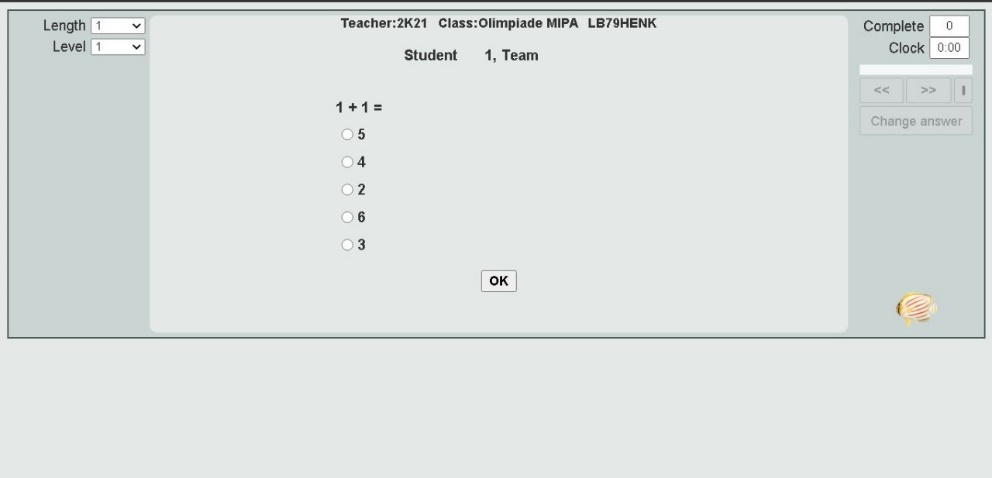 Length 1
Level 1
Teacher:2K21 Class:Olimpiade MIPA LB79HENK
Student 1, Team
1 + 1 =
5
4
2
6
3
OK
Complete 0
Clock 0:00
<< >> I
Change answer